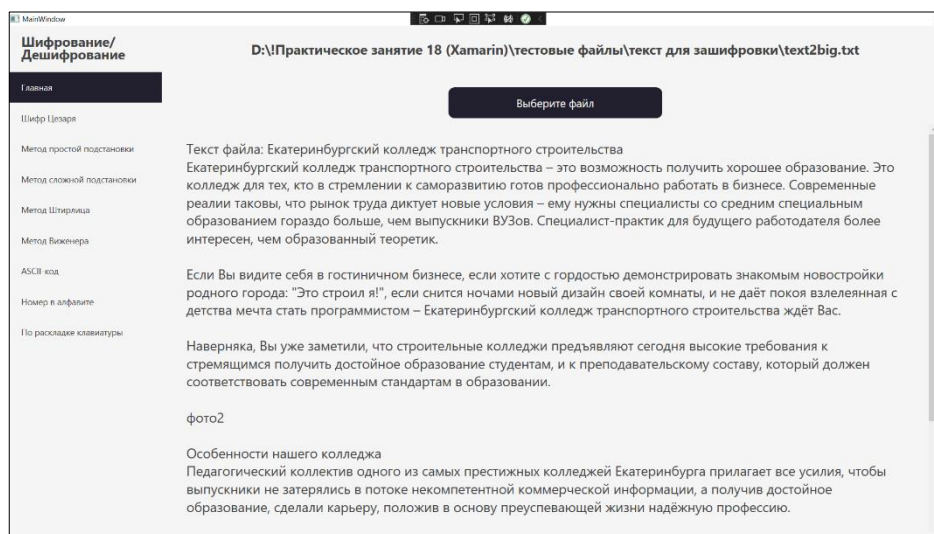 MainWindow
Шифрование/
Дешифрование
D:\!Практическое занятие 18 (Xamarin)\тестовые файлы\текст для зашифровки\text2big.txt
Главная
Выберите файл
Шифр Цезаря
Метод простой подстановки
Метод сложной подстановки
Метод Штирлица
Метод Виженера
ASCII-код
Номер в алфавите
По раскладке клавиатуры
Текст файла: Екатеринбургский колледж транспортного строительства
Екатеринбургский колледж транспортного строительства – это возможность получить хорошее образование. Это
колледж для тех, кто в стремлении к саморазвитию готов профессионально работать в бизнесе. Современные
реалии таковы, что рынок труда диктует новые условия – ему нужны специалисты со средним специальным
образованием гораздо больше, чем выпускники ВУЗов. Специалист-практик для будущего работодателя более
интересен, чем образованный теоретик.
Если Вы видите себя в гостиничном бизнесе, если хотите с гордостью демонстрировать знакомым новостройки
родного города: "Это строил я!", если снится ночами новый дизайн своей комнаты, и не даёт покоя взлелеянная с
детства мечта стать программистом – Екатеринбургский колледж транспортного строительства ждёт Вас.
Наверняка, Вы уже заметили, что строительные колледжи предъявляют сегодня высокие требования к
стремящимся получить достойное образование студентам, и к преподавательскому составу, который должен
соответствовать современным стандартам в образовании.
фото2
Особенности нашего колледжа
Педагогический коллектив одного из самых престижных колледжей Екатеринбурга прилагает все усилия, чтобы
выпускники не затерялись в потоке некомпетентной коммерческой информации, а получив достойное
образование, сделали карьеру, положив в основу преуспевающей жизни надёжную профессию.